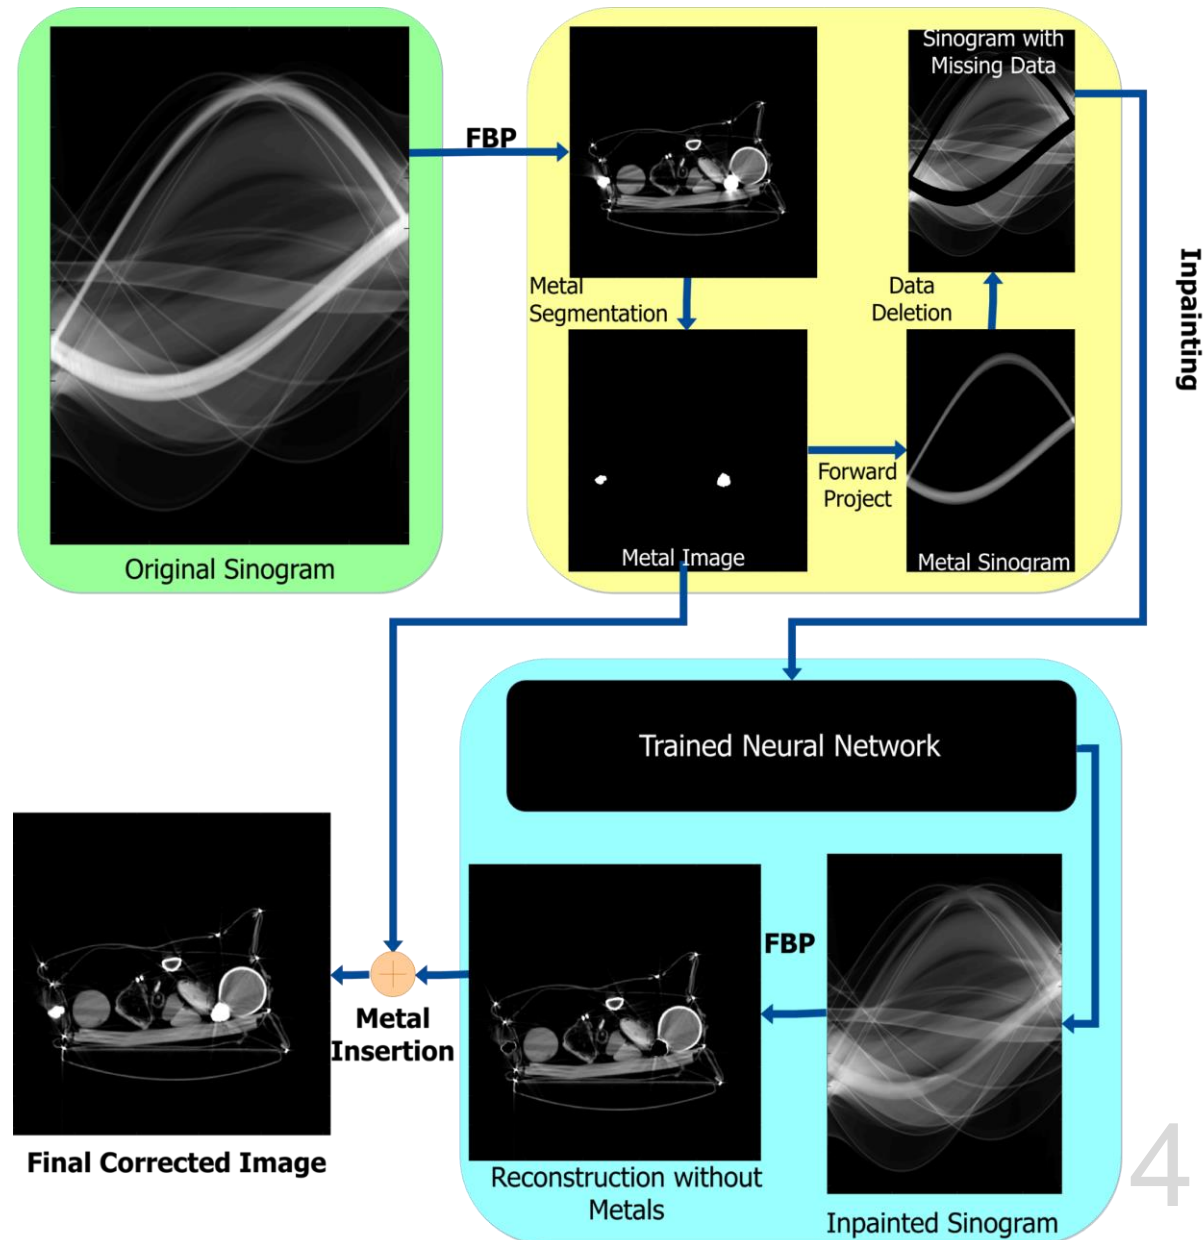 Original Sinogram
FBP
Metal
Segmentation
Metal Image
Forward
Project
Metal Sinogram
Data
Deletion
Sinogram with
Missing Data
Inpainting
Trained Neural Network
Inpainted Sinogram
FBP
Reconstruction without
Metals
Metal
Insertion
Final Corrected Image
4